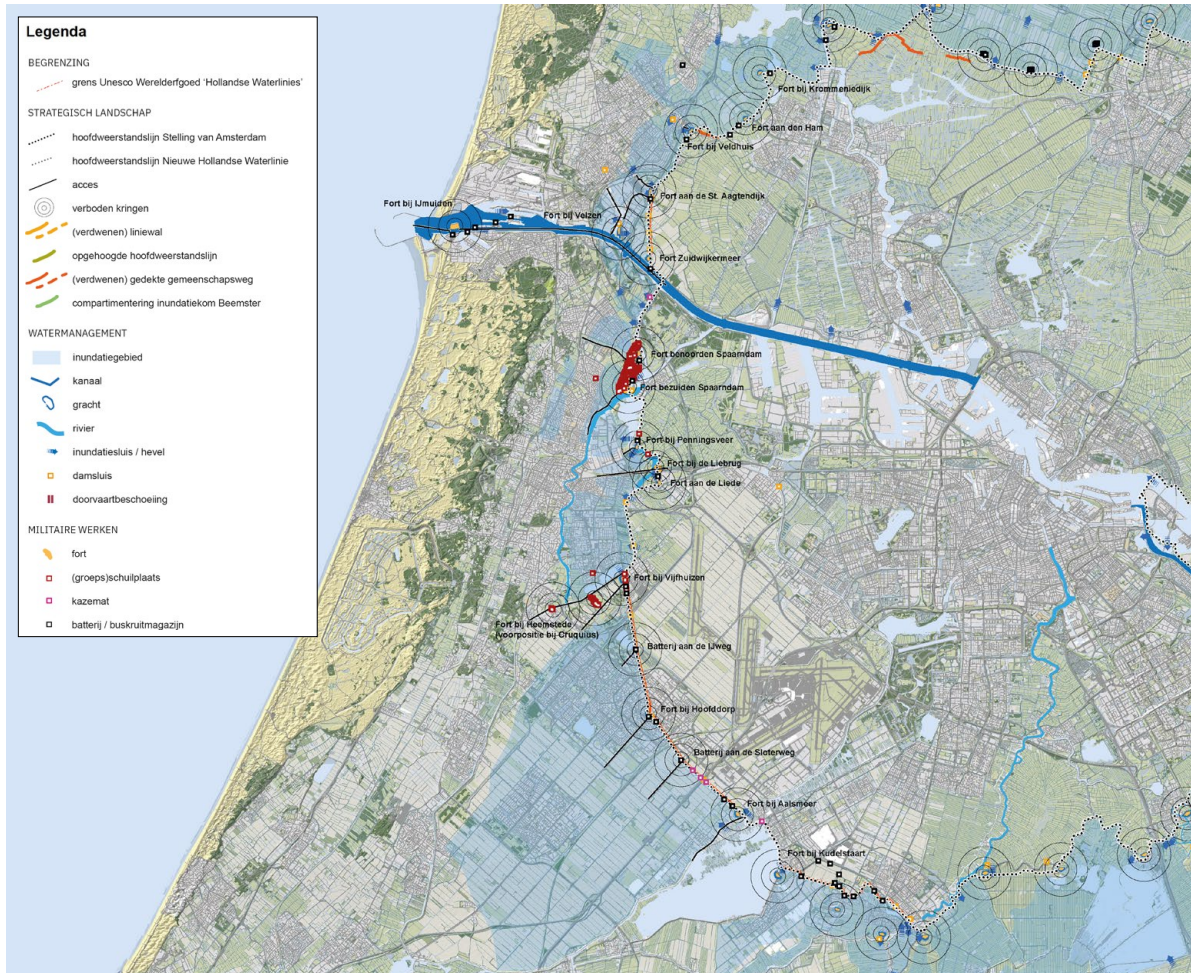 Legenda
BEGRENZING
grens Unesco Werelderfgoed ‘Hollandse Waterlinies’
STRATEGISCH LANDSCHAP
hoofdweerstandslijn Stelling van Amsterdam
hoofdweerstandslijn Nieuwe Hollandse Waterlinie
acces
verboden kringen
(verdwenen) liniewal
opgehoogde hoofdweerstandslijn
(verdwenen) gedekte gemeenschapsweg
compartimentering inundatiekom Beemster
WATERMANAGEMENT
inundatiegebied
kanaal
gracht
rivier
inundatiesluis / hevel
damsluis
doorvaartbeschoeiing
MILITAIRE WERKEN
fort
(groeps)schuilplaats
kazemat
batterij / buskruitmagazijn
Fort bij Krommeniedijk
Fort aan den Ham
Fort bij Veldhuis
Fort aan de St. Aagtendijk
Fort bij IJmuiden
Fort bij Velzen
Fort Zuidwijkermeer
Fort benoorden Spaarndam
Fort bezuiden Spaarndam
Fort bij Penningsveer
Fort bij de Liebrug
Fort aan de Liede
Fort bij Vijfhuizen
Fort bij Heemstede
(voorpositie bij Cruquius)
Batterij aan de IJweg
Fort bij Hoofddorp
Batterij aan de Sloterweg
Fort bij Aalsmeer
Fort bij Kudelstaart